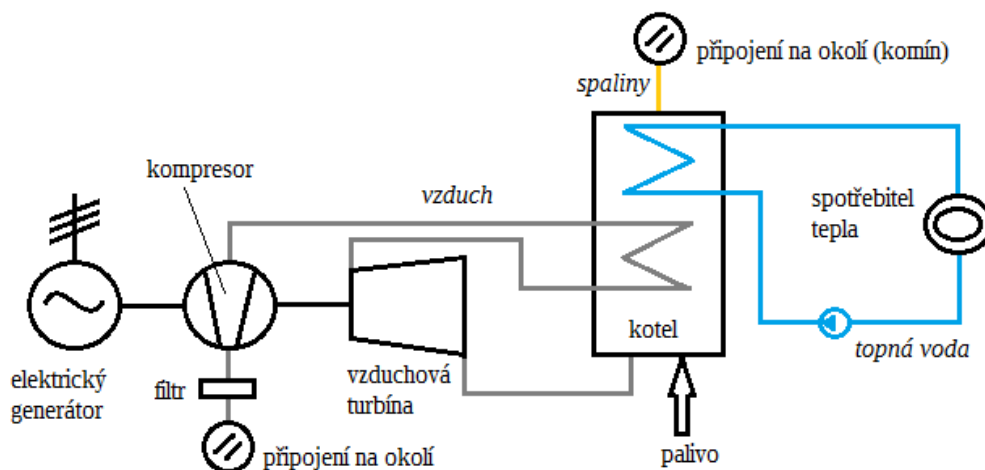 připojení na okolí (komín)
spaliny
kompresor
vzduch
spotřebitel
tepla
kotel
topná voda
elektrický
generátor
filtr
vzduchová
turbína
připojení na okolí
palivo